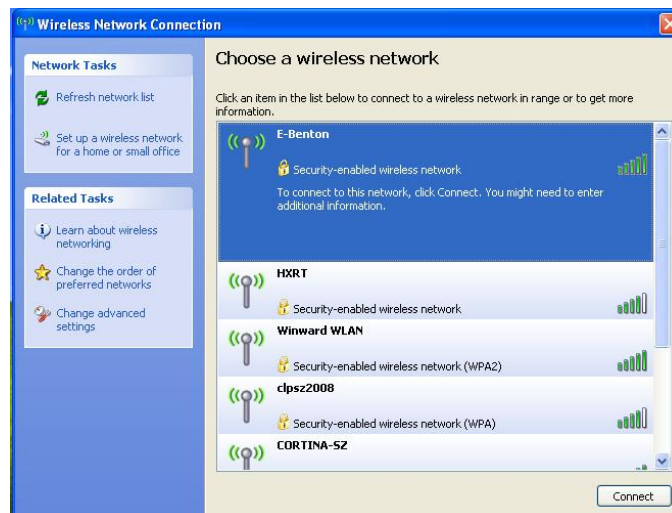 Wireless Network Connection
Network Tasks
Refresh network list
Set up a wireless network
for a home or small office
Related Tasks
Learn about wireless
networking
Change the order of
preferred networks
Change advanced
settings
Choose a wireless network
Click an item in the list below to connect to a wireless network in range or to get more
information.
E-Benton
Security-enabled wireless network
To connect to this network, click Connect. You might need to enter
additional information.
HXRT
Security-enabled wireless network
Winward WLAN
Security-enabled wireless network (WPA2)
clpsz2008
Security-enabled wireless network (WPA)
CORTINA-SZ
Connect